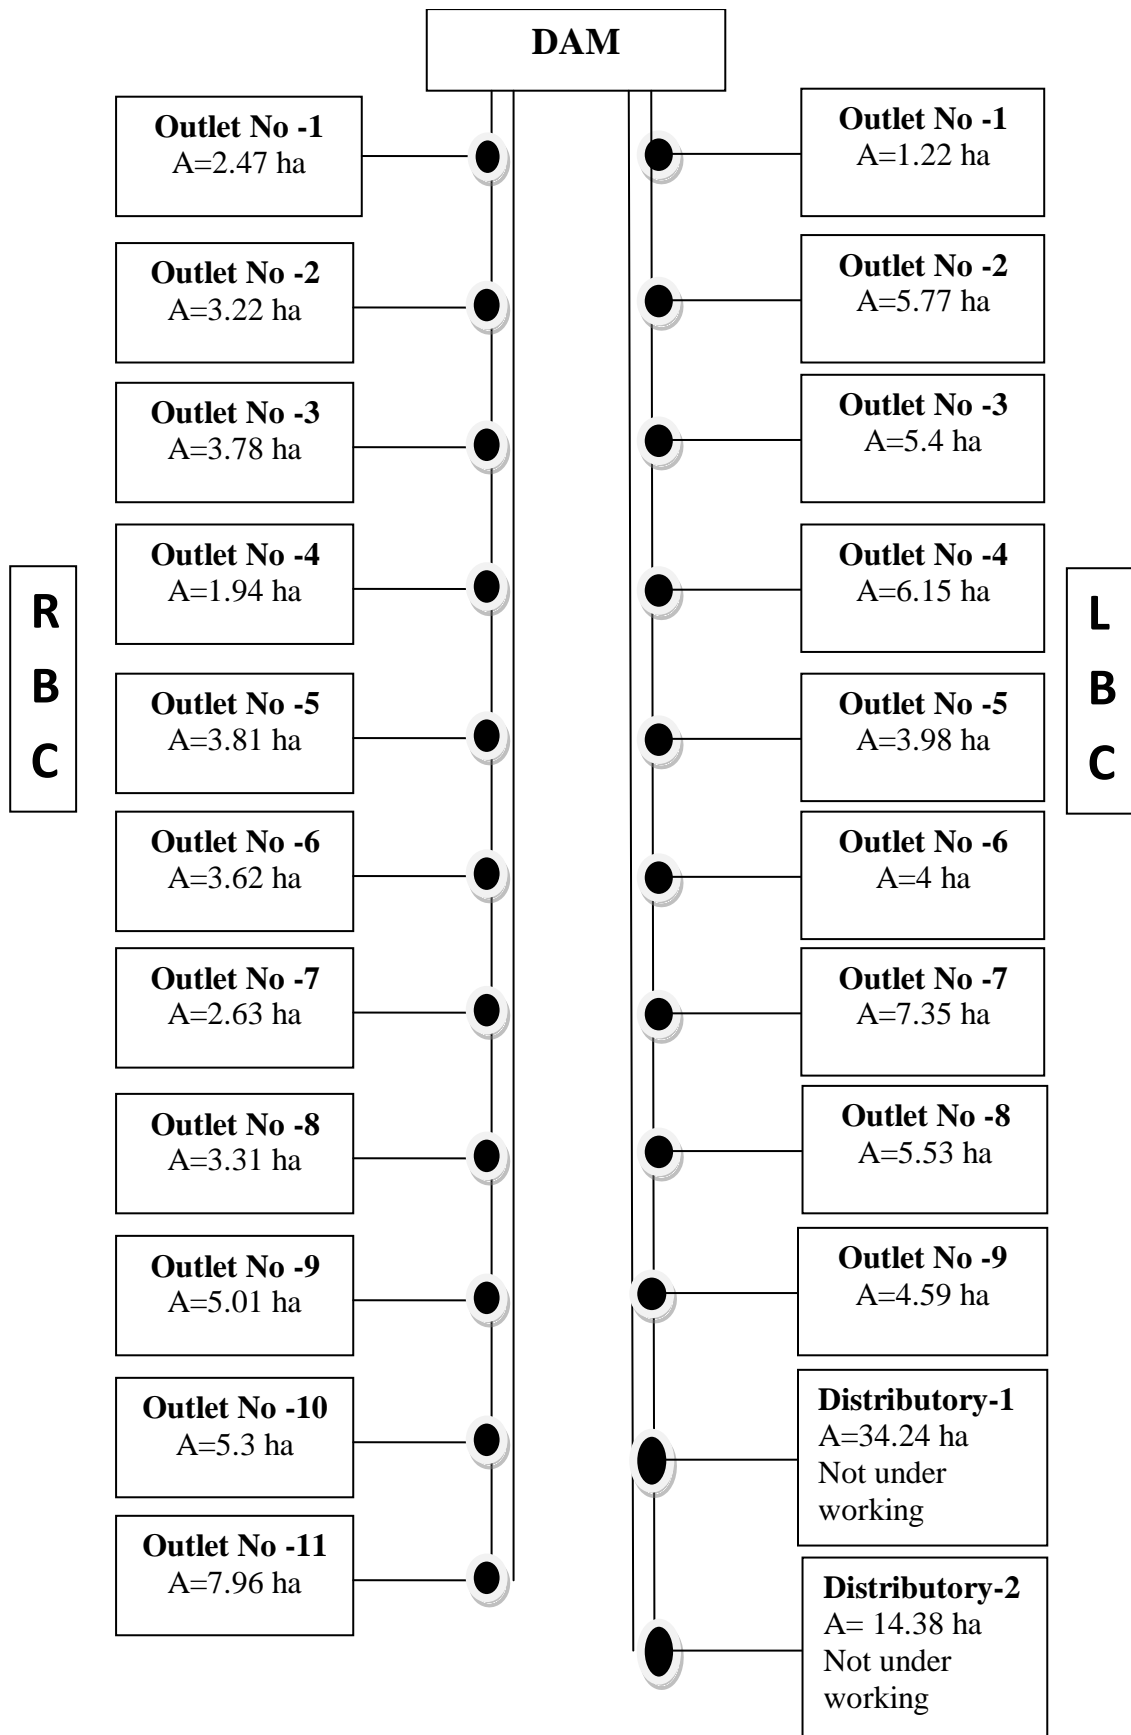 DAM
Outlet No -1
A=2.47 ha
Outlet No -1
A=1.22 ha
Outlet No -2
A=3.22 ha
Outlet No -2
A=5.77 ha
Outlet No -3
A=3.78 ha
Outlet No -3
A=5.4 ha
Outlet No -4
A=1.94 ha
Outlet No -4
A=6.15 ha
R
B
C
L
B
C
Outlet No -5
A=3.81 ha
Outlet No -5
A=3.98 ha
Outlet No -6
A=3.62 ha
Outlet No -6
A=4 ha
Outlet No -7
A=2.63 ha
Outlet No -7
A=7.35 ha
Outlet No -8
A=3.31 ha
Outlet No -8
A=5.53 ha
Outlet No -9
A=5.01 ha
Outlet No -9
A=4.59 ha
Outlet No -10
A=5.3 ha
Distributory-1
A=34.24 ha
Not under
working
Outlet No -11
A=7.96 ha
Distributory-2
A= 14.38 ha
Not under
working